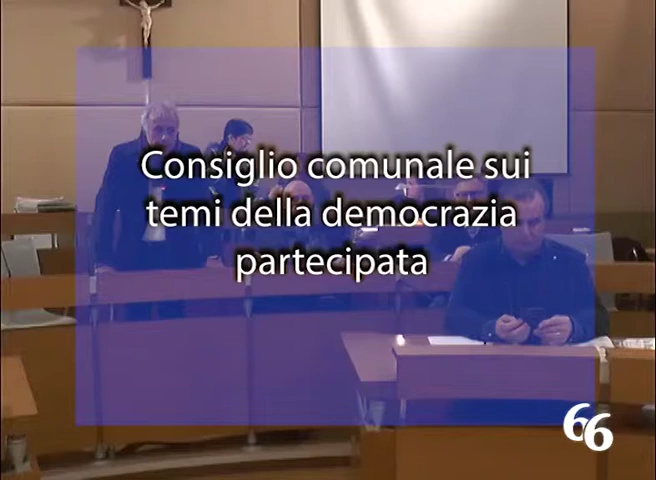 Consiglio comunale sui
temi della democrazia
partecipata
66